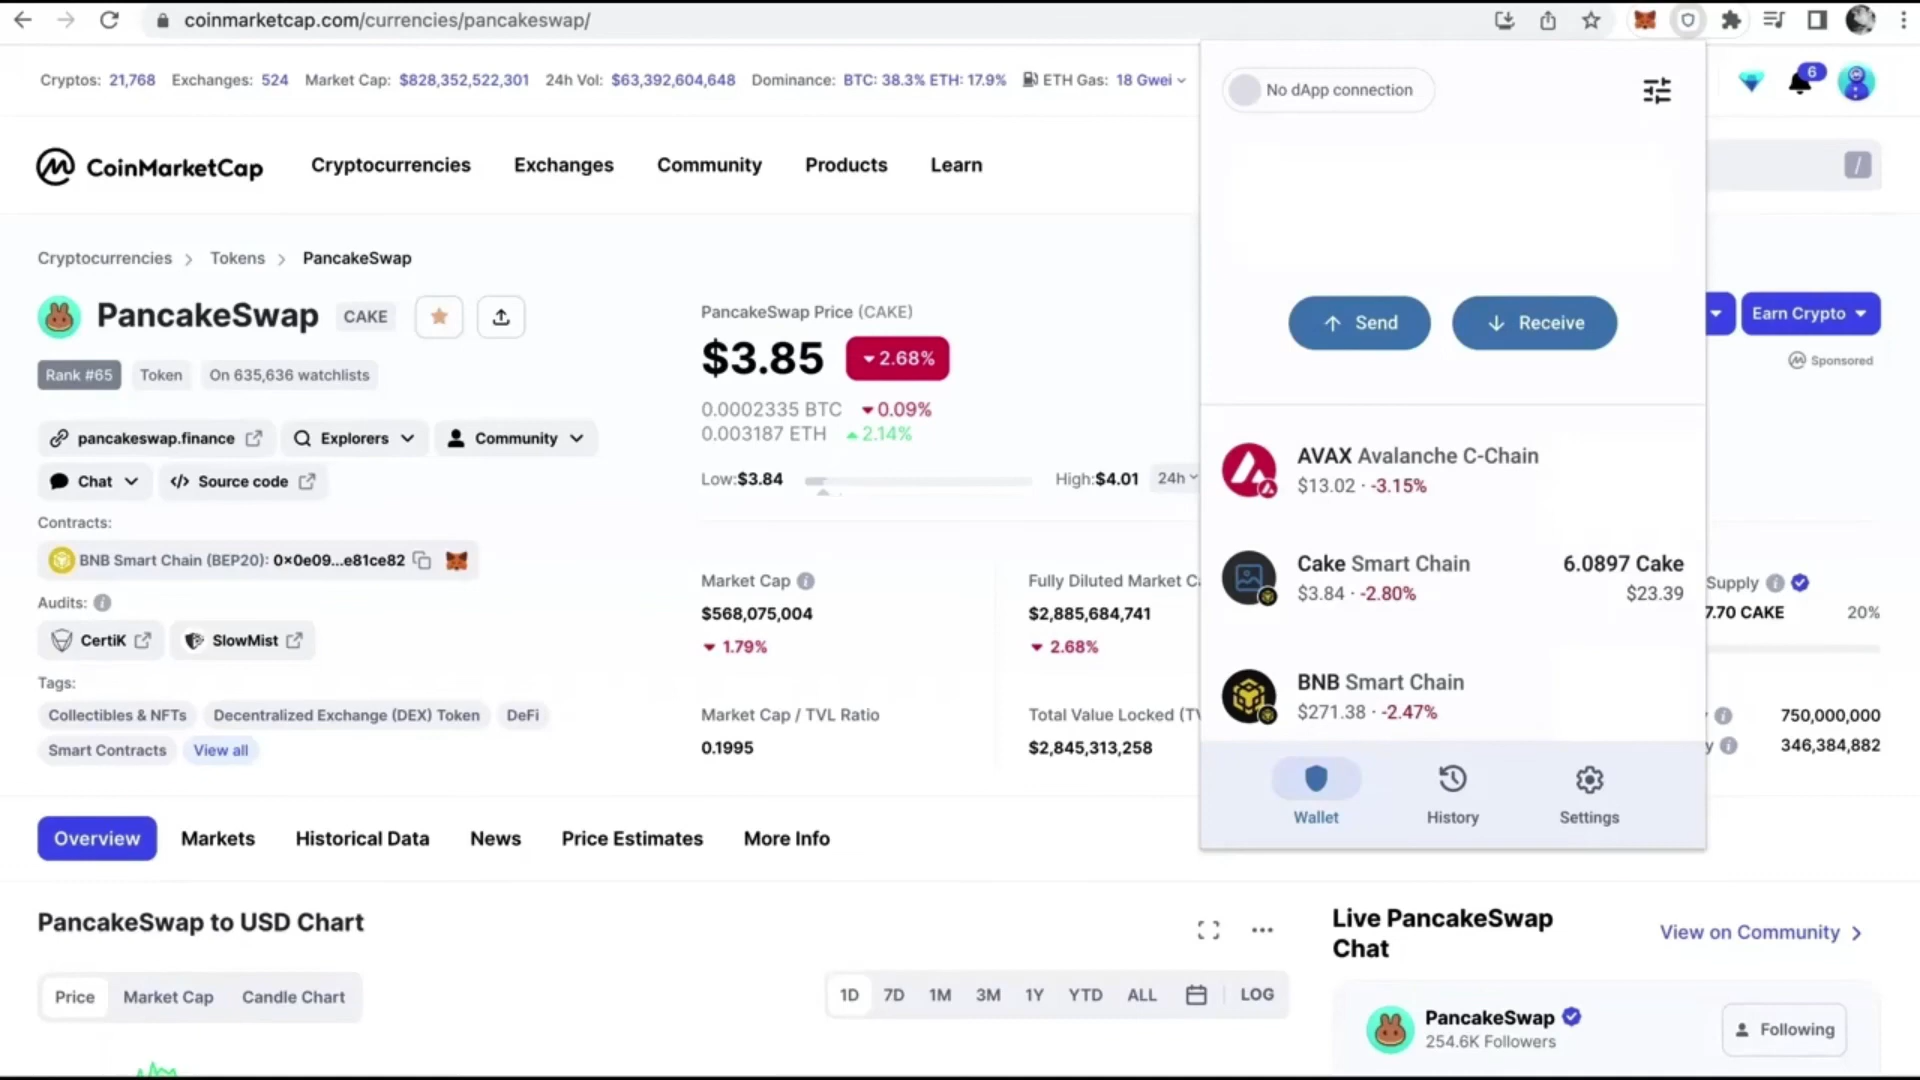 coinmarketcap.com/currencies/pancakeswap/
Cryptos: 21,768 Exchanges: 524 Market Cap: $828,352,522,301 24h Vol: $63,392,604,648 Dominance: BTC: 38.3% ETH: 17.9% ETH Gas: 18 Gwei
6
No dApp connection
CoinMarketCap
Cryptocurrencies Exchanges Community Products Learn
/
Cryptocurrencies > Tokens > PancakeSwap
PancakeSwap CAKE
Rank #65 Token On 635,636 watchlists
pancakeswap.finance Explorers Community
Chat </> Source code
Contracts:
BNB Smart Chain (BEP20): 0x0e09...e81ce82
Audits:
CertiK SlowMist
Tags:
Collectibles & NFTs Decentralized Exchange (DEX) Token DeFi
Smart Contracts View all
PancakeSwap Price (CAKE)
$3.85 2.68%
0.0002335 BTC 0.09%
0.003187 ETH 2.14%
Low:$3.84 High:$4.01 24h
Market Cap
$568,075,004
1.79%
Fully Diluted Market C
$2,885,684,741
2.68%
Market Cap / TVL Ratio
0.1995
Total Value Locked (TV
$2,845,313,258
Send Receive
AVAX Avalanche C-Chain
$13.02 · -3.15%
Cake Smart Chain 6.0897 Cake
$3.84 · -2.80% $23.39
BNB Smart Chain
$271.38 · -2.47%
Wallet History Settings
Earn Crypto
Sponsored
Supply
7.70 CAKE 20%
750,000,000
y 346,384,882
Overview Markets Historical Data News Price Estimates More Info
PancakeSwap to USD Chart
Price Market Cap Candle Chart
1D 7D 1M 3M 1Y YTD ALL LOG
Live PancakeSwap
Chat
View on Community >
PancakeSwap
254.6K Followers
Following